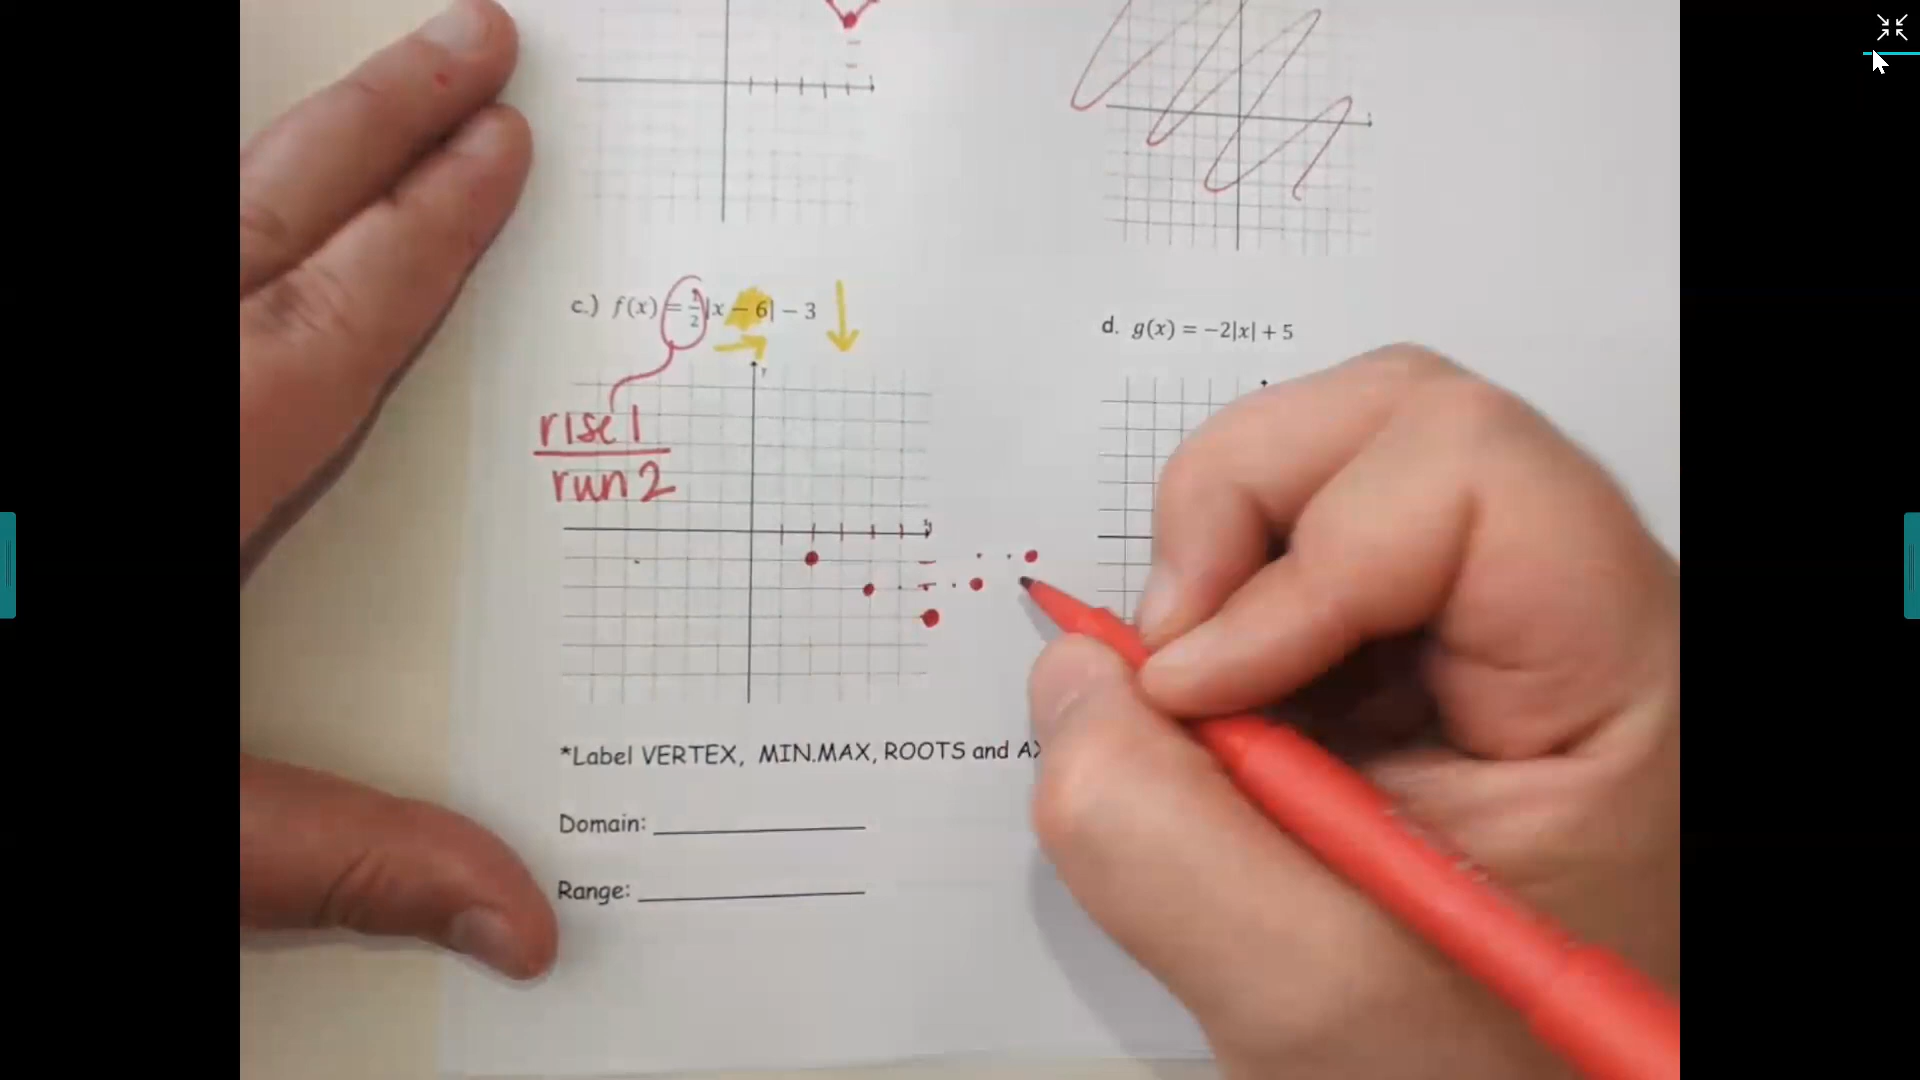 c.) f(x) = 1/2|x − 6| − 3
d. g(x) = −2|x| + 5
rise 1
run 2
*Label VERTEX, MIN.MAX, ROOTS and
Domain:
Range: